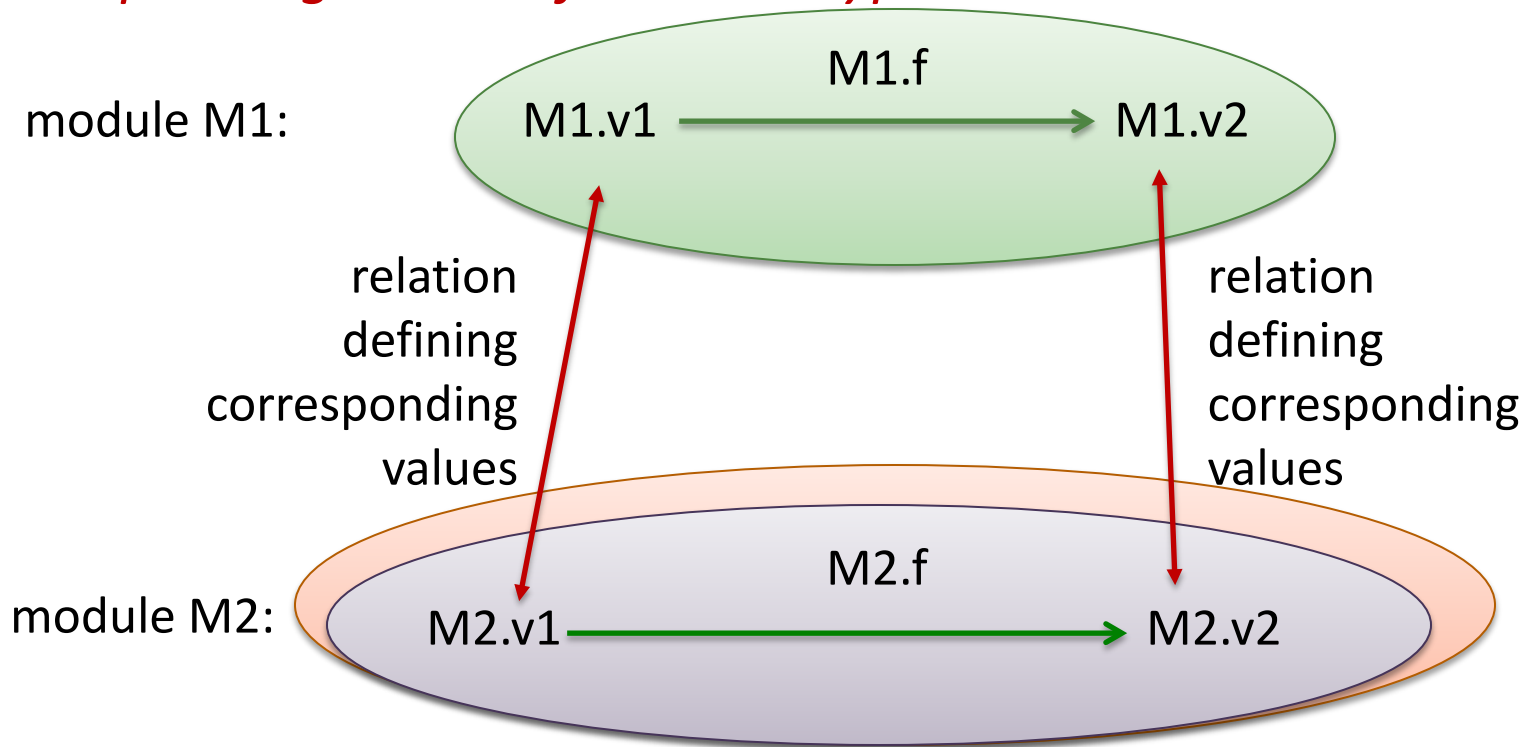 M1.f
module M1:
M1.v1
M1.v2
relation
defining
corresponding
values
relation
defining
corresponding
values
M2.f
module M2:
M2.v1
M2.v2